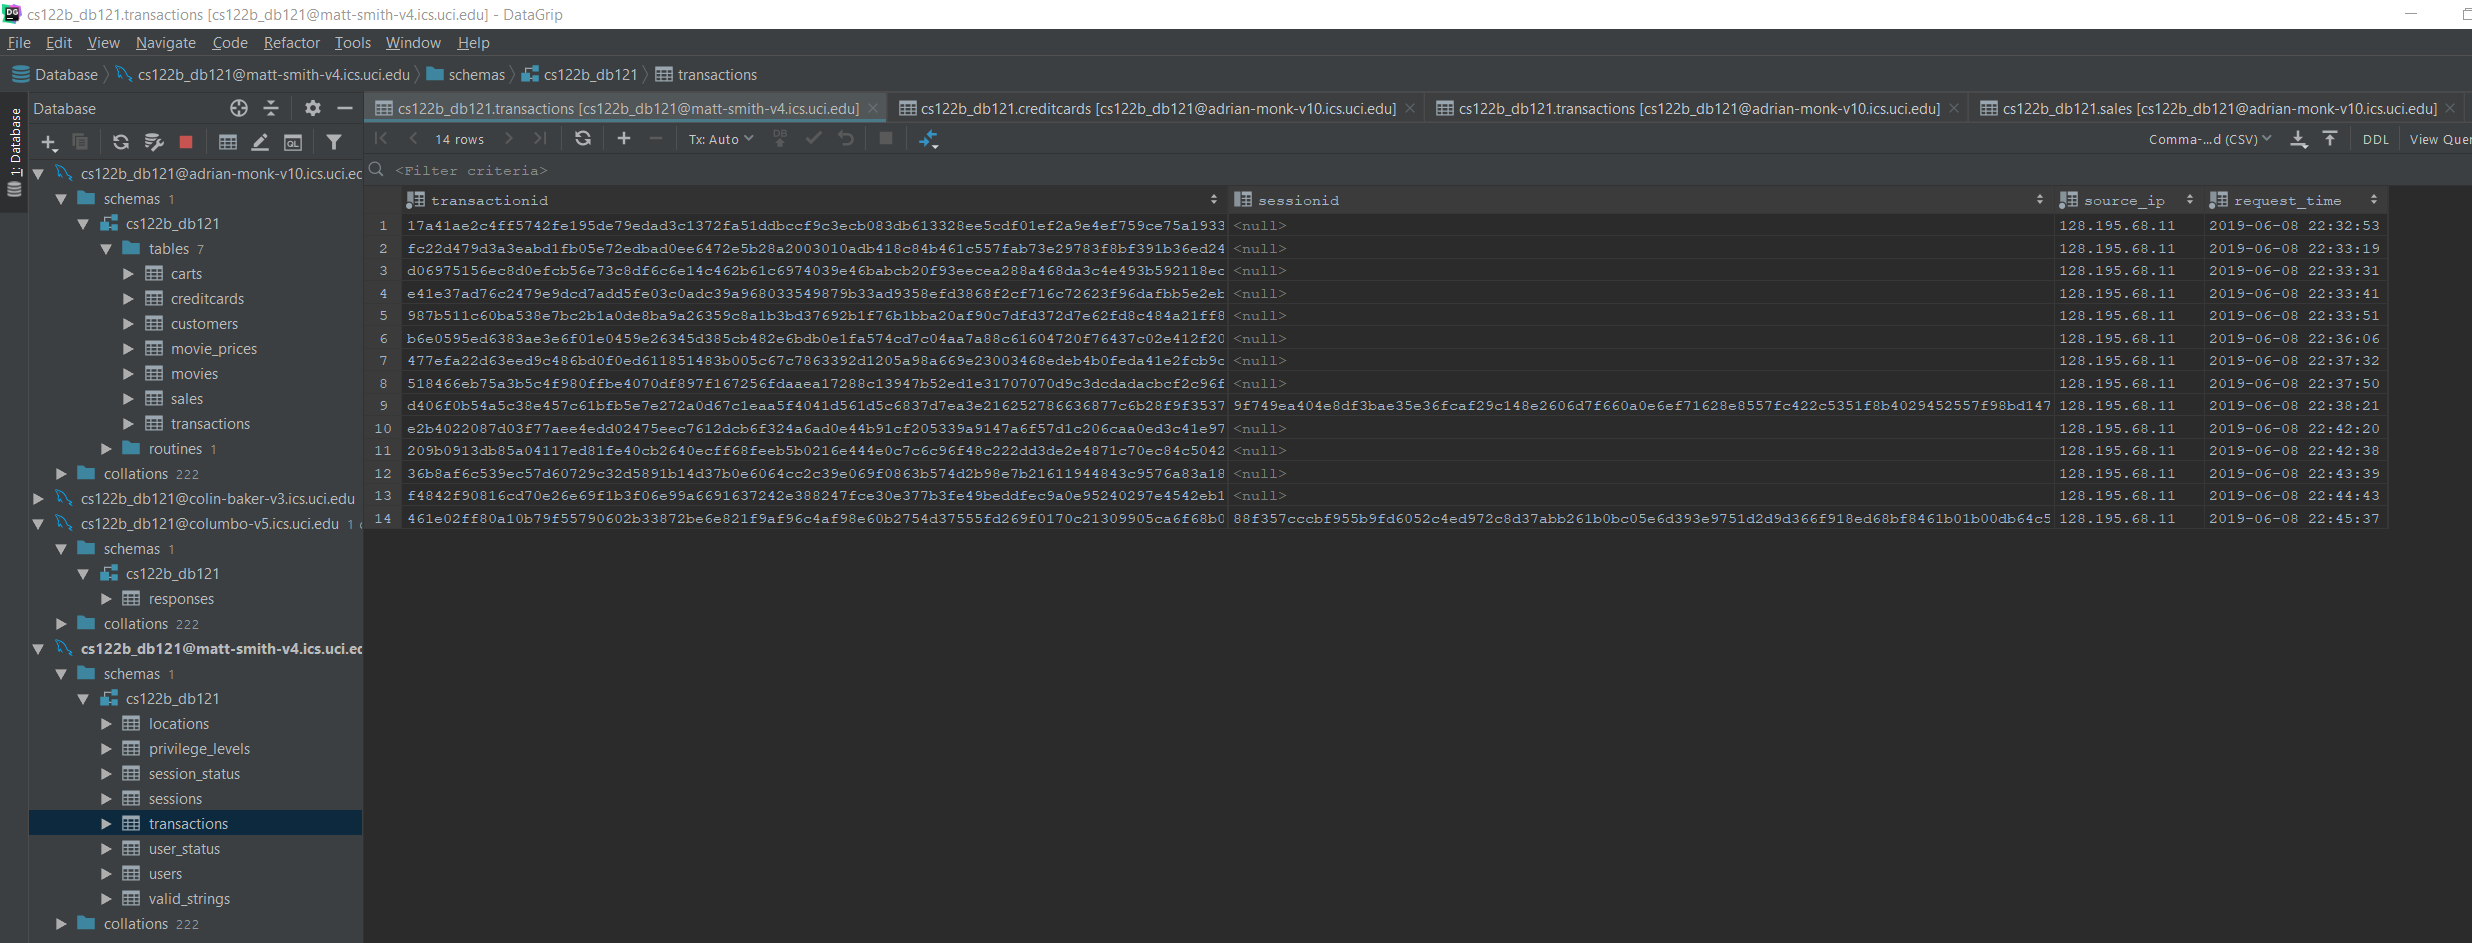 cs122b_db121.transactions [cs122b_db121@matt-smith-v4.ics.uci.edu] - DataGrip
File Edit View Navigate Code Refactor Tools Window Help
Database cs122b_db121@matt-smith-v4.ics.uci.edu schemas cs122b_db121 transactions
1: Database
Database
cs122b_db121@adrian-monk-v10.ics.uci.ec
schemas 1
cs122b_db121
tables 7
carts
creditcards
customers
movie_prices
movies
sales
transactions
routines 1
collations 222
cs122b_db121@colin-baker-v3.ics.uci.edu
cs122b_db121@columbo-v5.ics.uci.edu 1
schemas 1
cs122b_db121
responses
collations 222
cs122b_db121@matt-smith-v4.ics.uci.ec
schemas 1
cs122b_db121
locations
privilege_levels
session_status
sessions
transactions
user_status
users
valid_strings
collations 222
cs122b_db121.transactions [cs122b_db121@matt-smith-v4.ics.uci.edu] cs122b_db121.creditcards [cs122b_db121@adrian-monk-v10.ics.uci.edu] cs122b_db121.transactions [cs122b_db121@adrian-monk-v10.ics.uci.edu] cs122b_db121.sales [cs122b_db121@adrian-monk-v10.ics.uci.edu]
14 rows Tx: Auto DB Comma-...d (CSV) DDL View Quer
<Filter criteria>
transactionid sessionid source_ip request_time
1 17a41ae2c4ff5742fe195de79edad3c1372fa51ddbccf9c3ecb083db613328ee5cdf01ef2a9e4ef759ce75a1933 <null> 128.195.68.11 2019-06-08 22:32:53
2 fc22d479d3a3eabd1fb05e72edbad0ee6472e5b28a2003010adb418c84b461c557fab73e29783f8bf391b36ed24 <null> 128.195.68.11 2019-06-08 22:33:19
3 d06975156ec8d0efcb56e73c8df6c6e14c462b61c6974039e46babcb20f93eecea288a468da3c4e493b592118ec <null> 128.195.68.11 2019-06-08 22:33:31
4 e41e37ad76c2479e9dcd7add5fe03c0adc39a968033549879b33ad9358efd3868f2cf716c72623f96dafbb5e2eb <null> 128.195.68.11 2019-06-08 22:33:41
5 987b511c60ba538e7bc2b1a0de8ba9a26359c8a1b3bd37692b1f76b1bba20af90c7dfd372d7e62fd8c484a21ff8 <null> 128.195.68.11 2019-06-08 22:33:51
6 b6e0595ed6383ae3e6f01e0459e26345d385cb482e6bdb0e1fa574cd7c04aa7a88c61604720f76437c02e412f20 <null> 128.195.68.11 2019-06-08 22:36:06
7 477efa22d63eed9c486bd0f0ed611851483b005c67c7863392d1205a98a669e23003468edeb4b0feda41e2fcb9c <null> 128.195.68.11 2019-06-08 22:37:32
8 518466eb75a3b5c4f980ffbe4070df897f167256fdaaea17288c13947b52ed1e31707070d9c3dcdadacbcf2c96f <null> 128.195.68.11 2019-06-08 22:37:50
9 d406f0b54a5c38e457c61bfb5e7e272a0d67c1eaa5f4041d561d5c6837d7ea3e216252786636877c6b28f9f3537 9f749ea404e8df3bae35e36fcaf29c148e2606d7f660a0e6ef71628e8557fc422c5351f8b4029452557f98bd147 128.195.68.11 2019-06-08 22:38:21
10 e2b4022087d03f77aee4edd02475eec7612dcb6f324a6ad0e44b91cf205339a9147a6f57d1c206caa0ed3c41e97 <null> 128.195.68.11 2019-06-08 22:42:20
11 209b0913db85a04117ed81fe40cb2640ecff68feeb5b0216e444e0c7c6c96f48c222dd3de2e4871c70ec84c5042 <null> 128.195.68.11 2019-06-08 22:42:38
12 36b8af6c539ec57d60729c32d5891b14d37b0e6064cc2c39e069f0863b574d2b98e7b21611944843c9576a83a18 <null> 128.195.68.11 2019-06-08 22:43:39
13 f4842f90816cd70e26e69f1b3f06e99a6691637242e388247fce30e377b3fe49beddfec9a0e95240297e4542eb1 <null> 128.195.68.11 2019-06-08 22:44:43
14 461e02ff80a10b79f55790602b33872be6e821f9af96c4af98e60b2754d37555fd269f0170c21309905ca6f68b0 88f357cccbf955b9fd6052c4ed972c8d37abb261b0bc05e6d393e9751d2d9d366f918ed68bf8461b01b00db64c5 128.195.68.11 2019-06-08 22:45:37